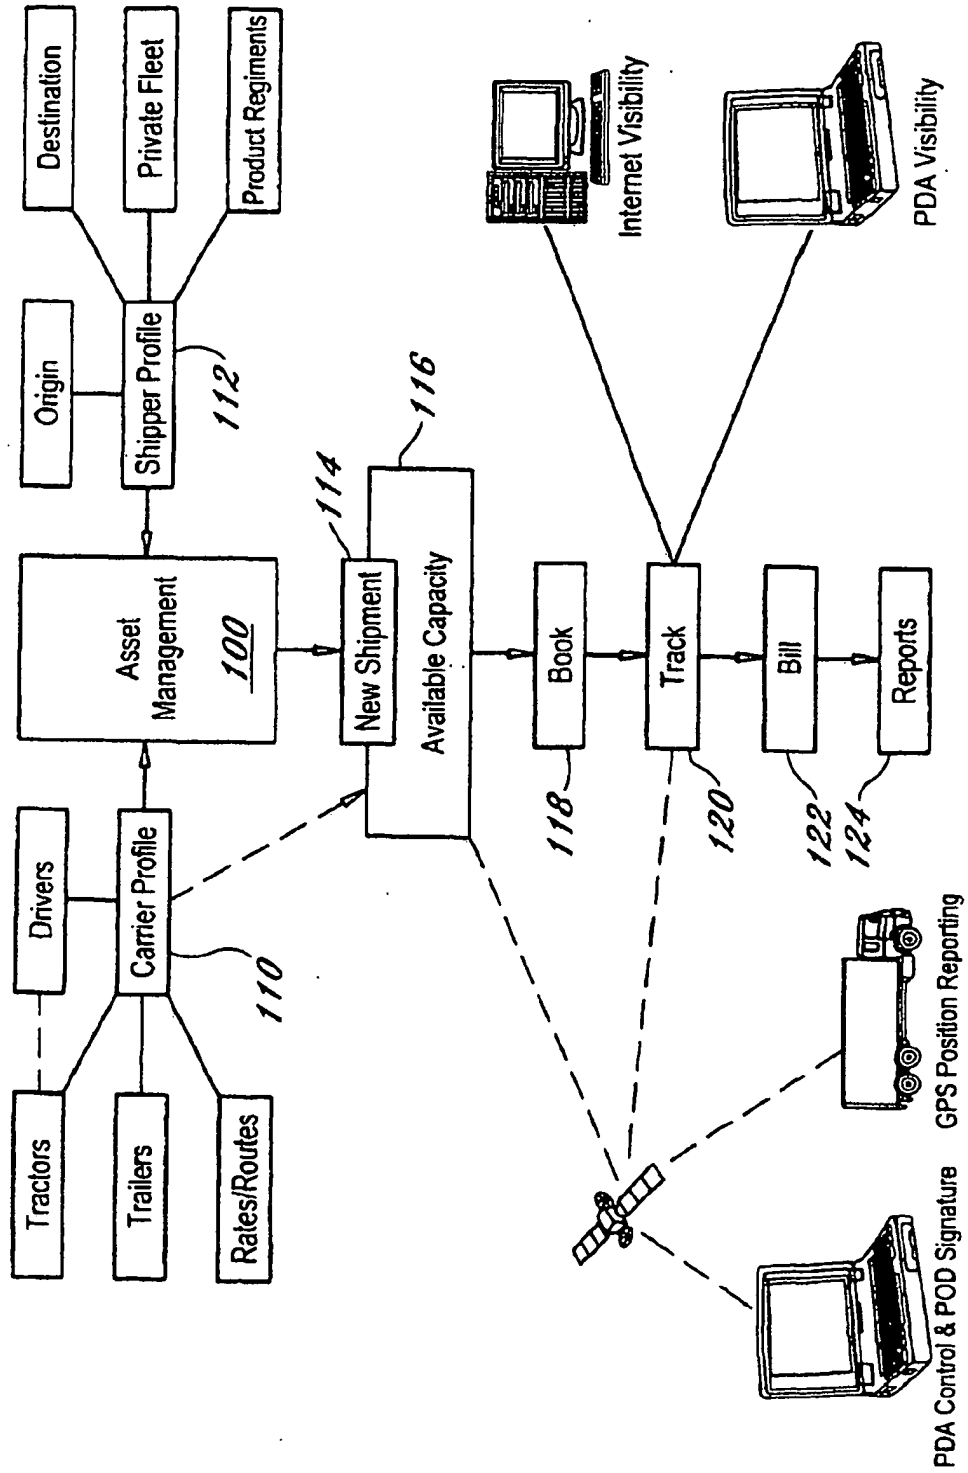 Tractors
Trailers
Rates/Routes
Drivers
Carrier Profile
110
Asset
Management
100
Origin
Shipper Profile
112
Destination
Private Fleet
Product Regiments
New Shipment
114
Available Capacity
116
Book
118
Track
120
Bill
122
Reports
124
Internet Visibility
PDA Visibility
GPS Position Reporting
PDA Control & POD Signature